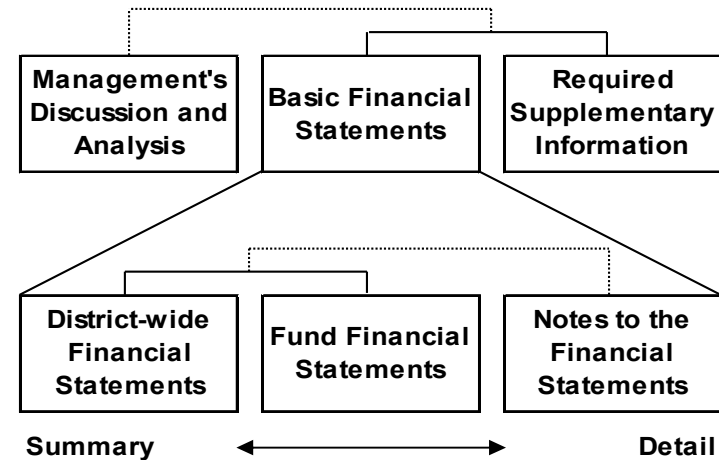 Management's
Discussion and
Analysis
Basic Financial
Statements
Required
Supplementary
Information
District-wide
Financial
Statements
Fund Financial
Statements
Notes to the
Financial
Statements
Summary
Detail